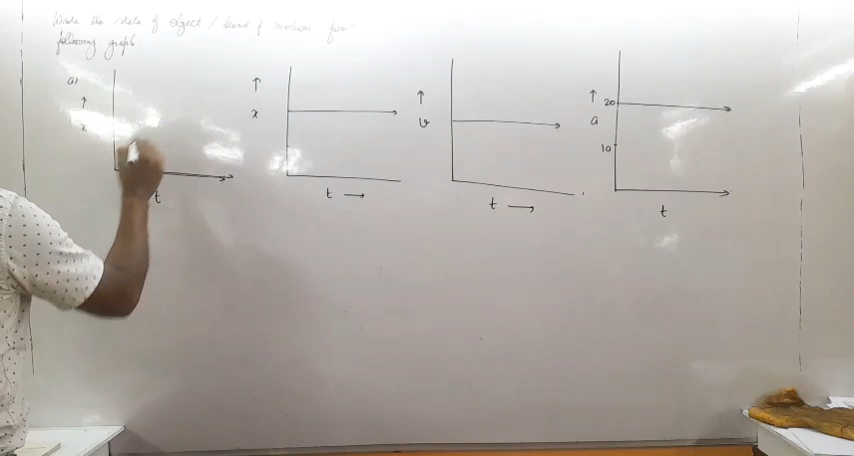 Write the state of object / kind of motion for
following graph.
a)
↑
x
t
↑
x
t →
↑
v
t →
↑
a
20
10
t